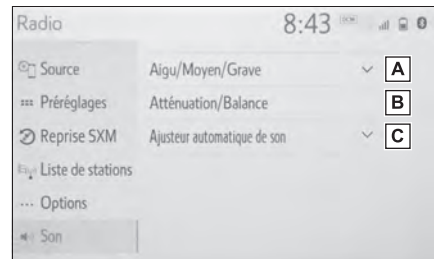 Radio 8:43 0
Source
Préréglages
Reprise SXM
Liste de stations
Options
Son
Aigu/Moyen/Grave A
Atténuation/Balance B
Ajusteur automatique de son C